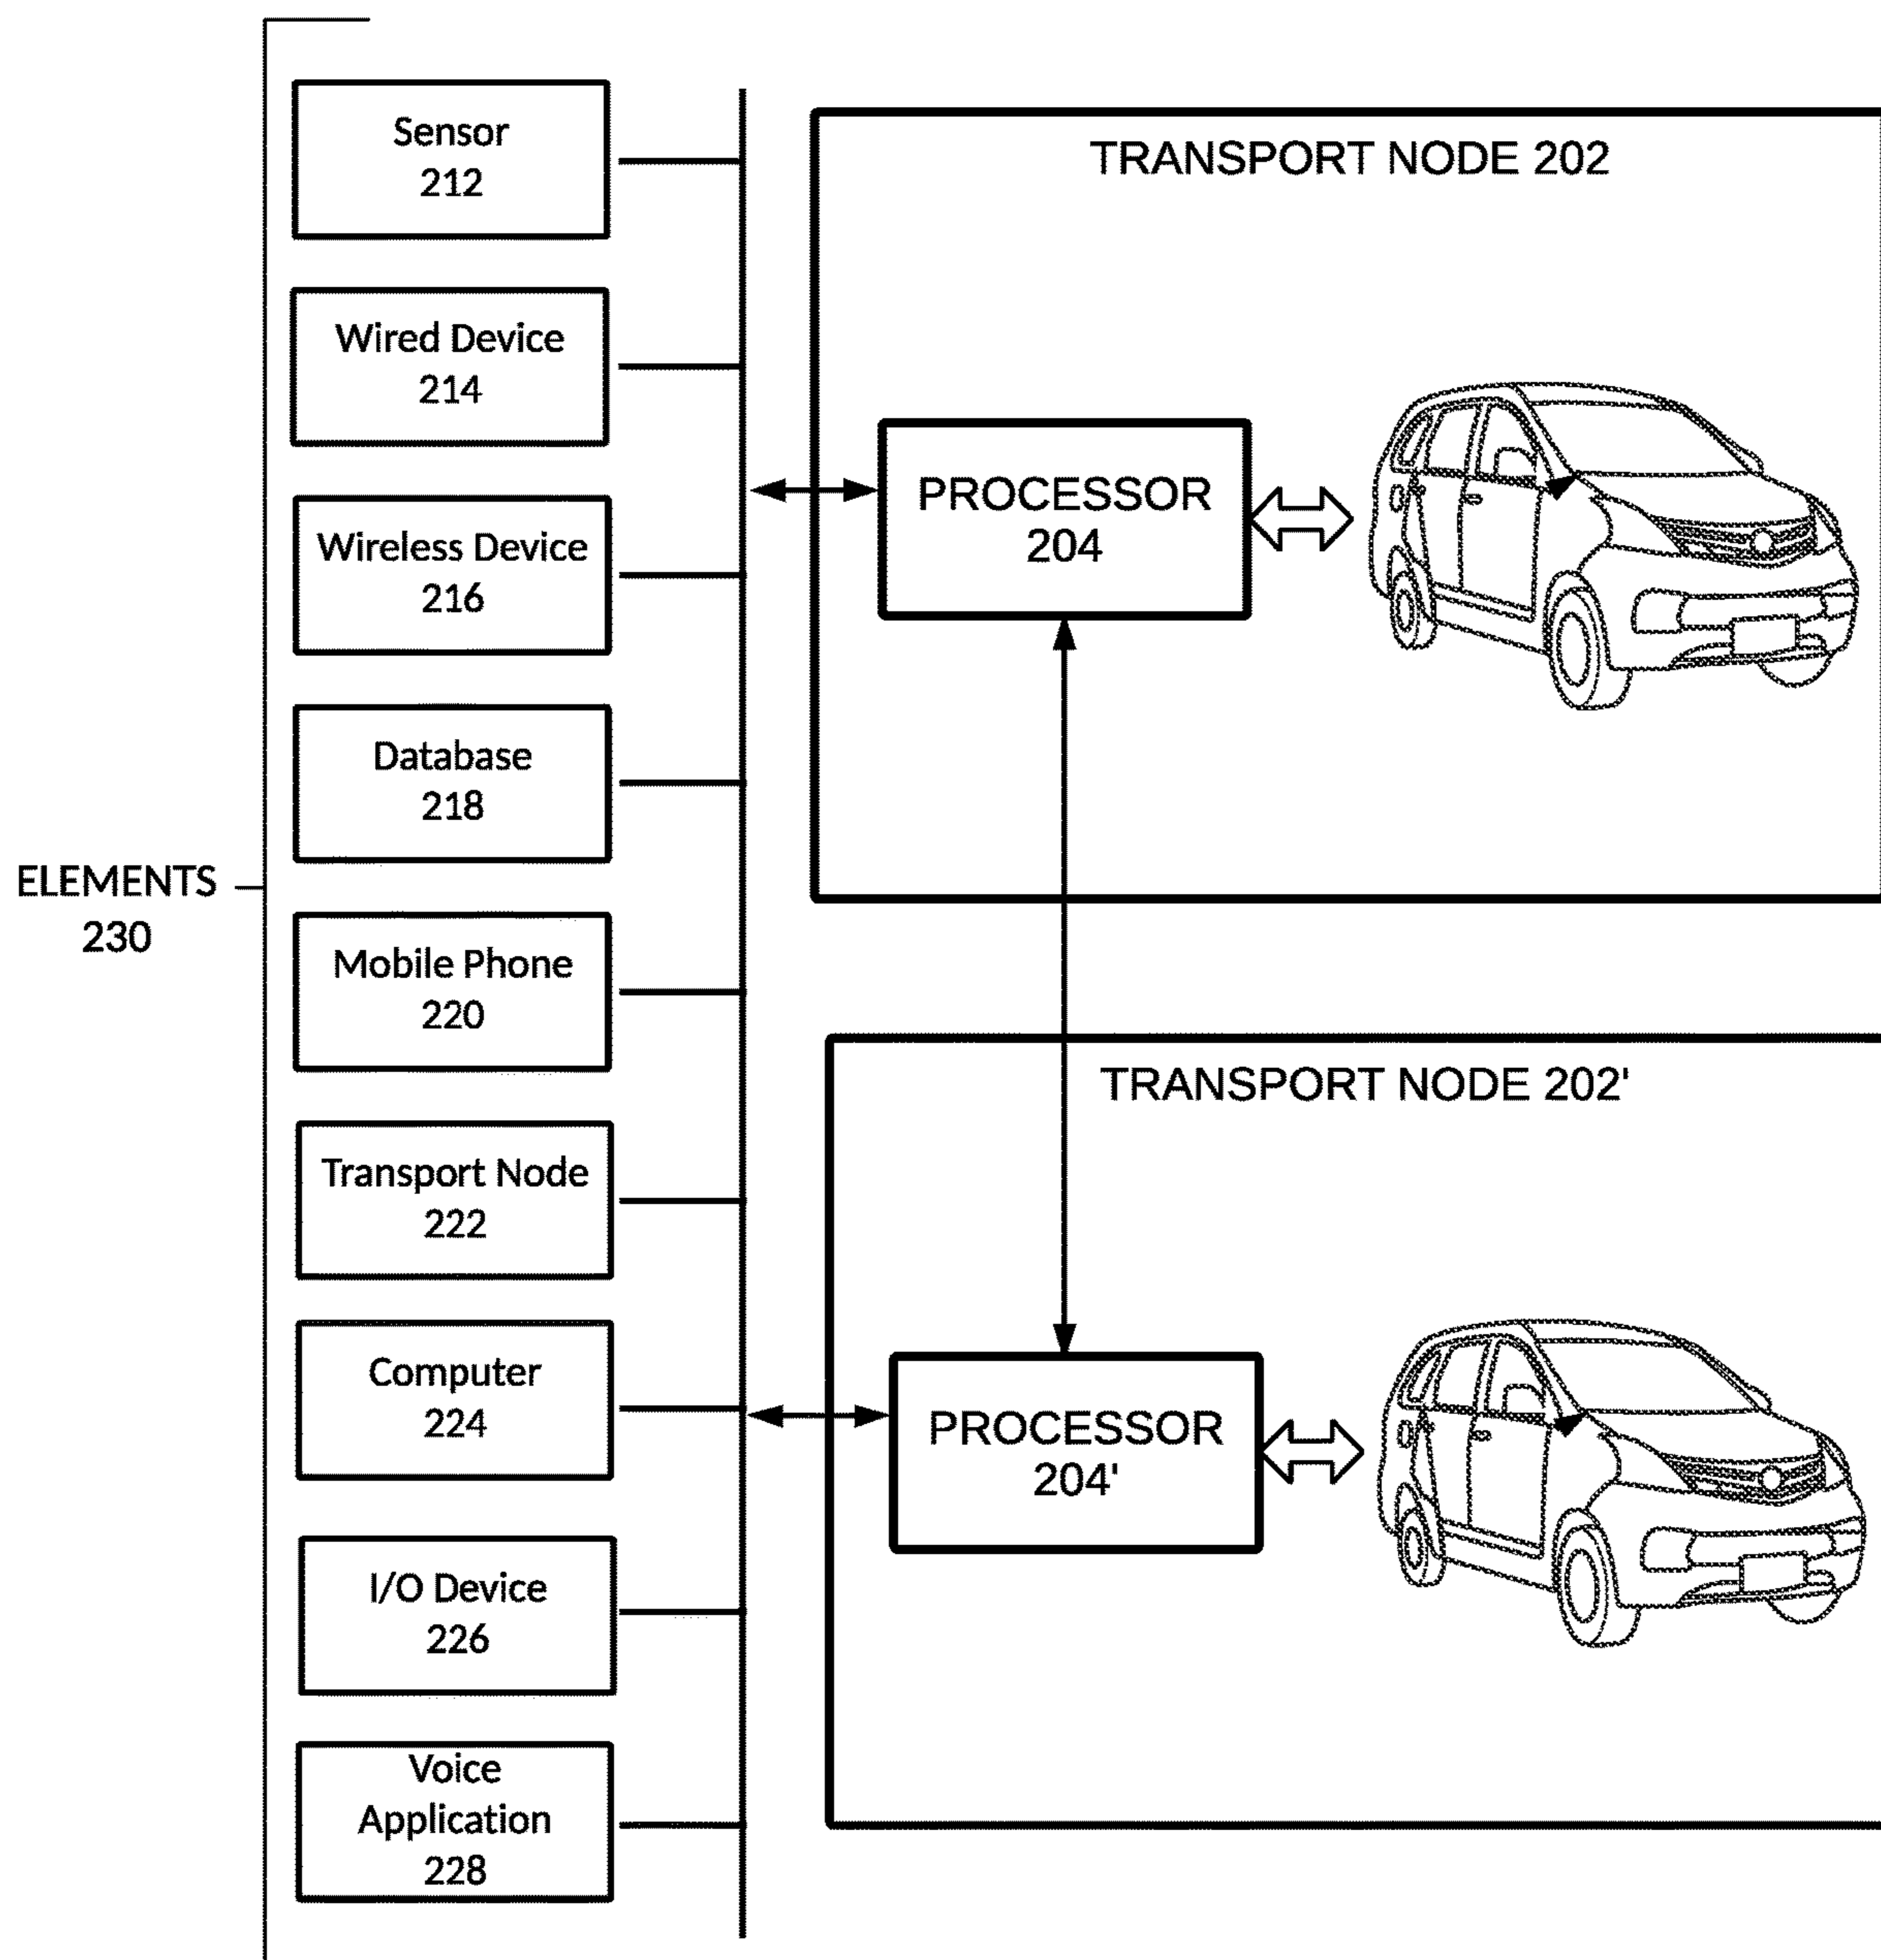 Sensor
212
Wired Device
214
Wireless Device
216
Database
218
ELEMENTS
230
Mobile Phone
220
Transport Node
222
Computer
224
I/O Device
226
Voice
Application
228
TRANSPORT NODE 202
PROCESSOR
204
TRANSPORT NODE 202'
PROCESSOR
204'